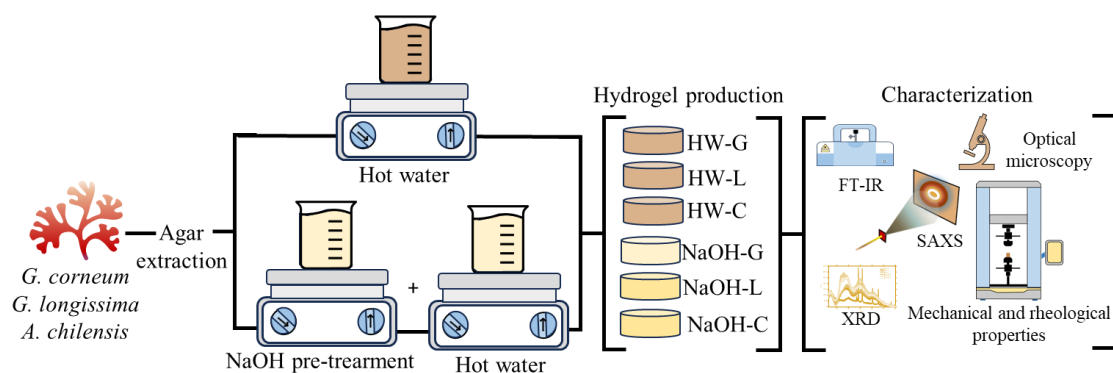 G. corneum
G. longissima
A. chilensis
Agar
extraction
Hot water
NaOH pre-trearment
+
Hot water
Hydrogel production
HW-G
HW-L
HW-C
NaOH-G
NaOH-L
NaOH-C
Characterization
FT-IR
Optical
microscopy
SAXS
XRD
Mechanical and rheological
properties